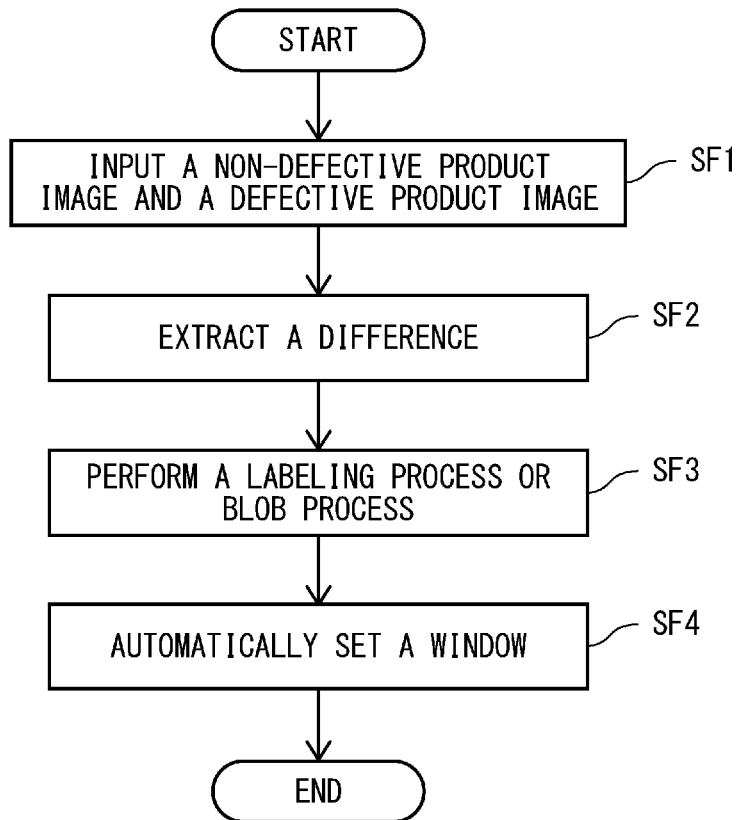 START
INPUT A NON-DEFECTIVE PRODUCT
IMAGE AND A DEFECTIVE PRODUCT IMAGE
SF1
EXTRACT A DIFFERENCE
SF2
PERFORM A LABELING PROCESS OR
BLOB PROCESS
SF3
AUTOMATICALLY SET A WINDOW
SF4
END